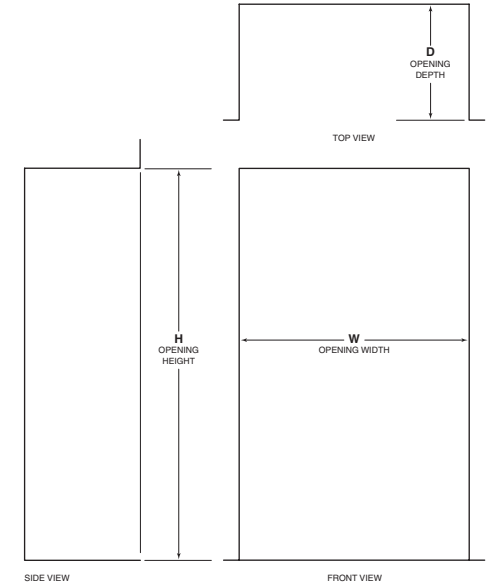 D
OPENING
DEPTH
TOP VIEW
H
OPENING
HEIGHT
W
OPENING WIDTH
SIDE VIEW
FRONT VIEW